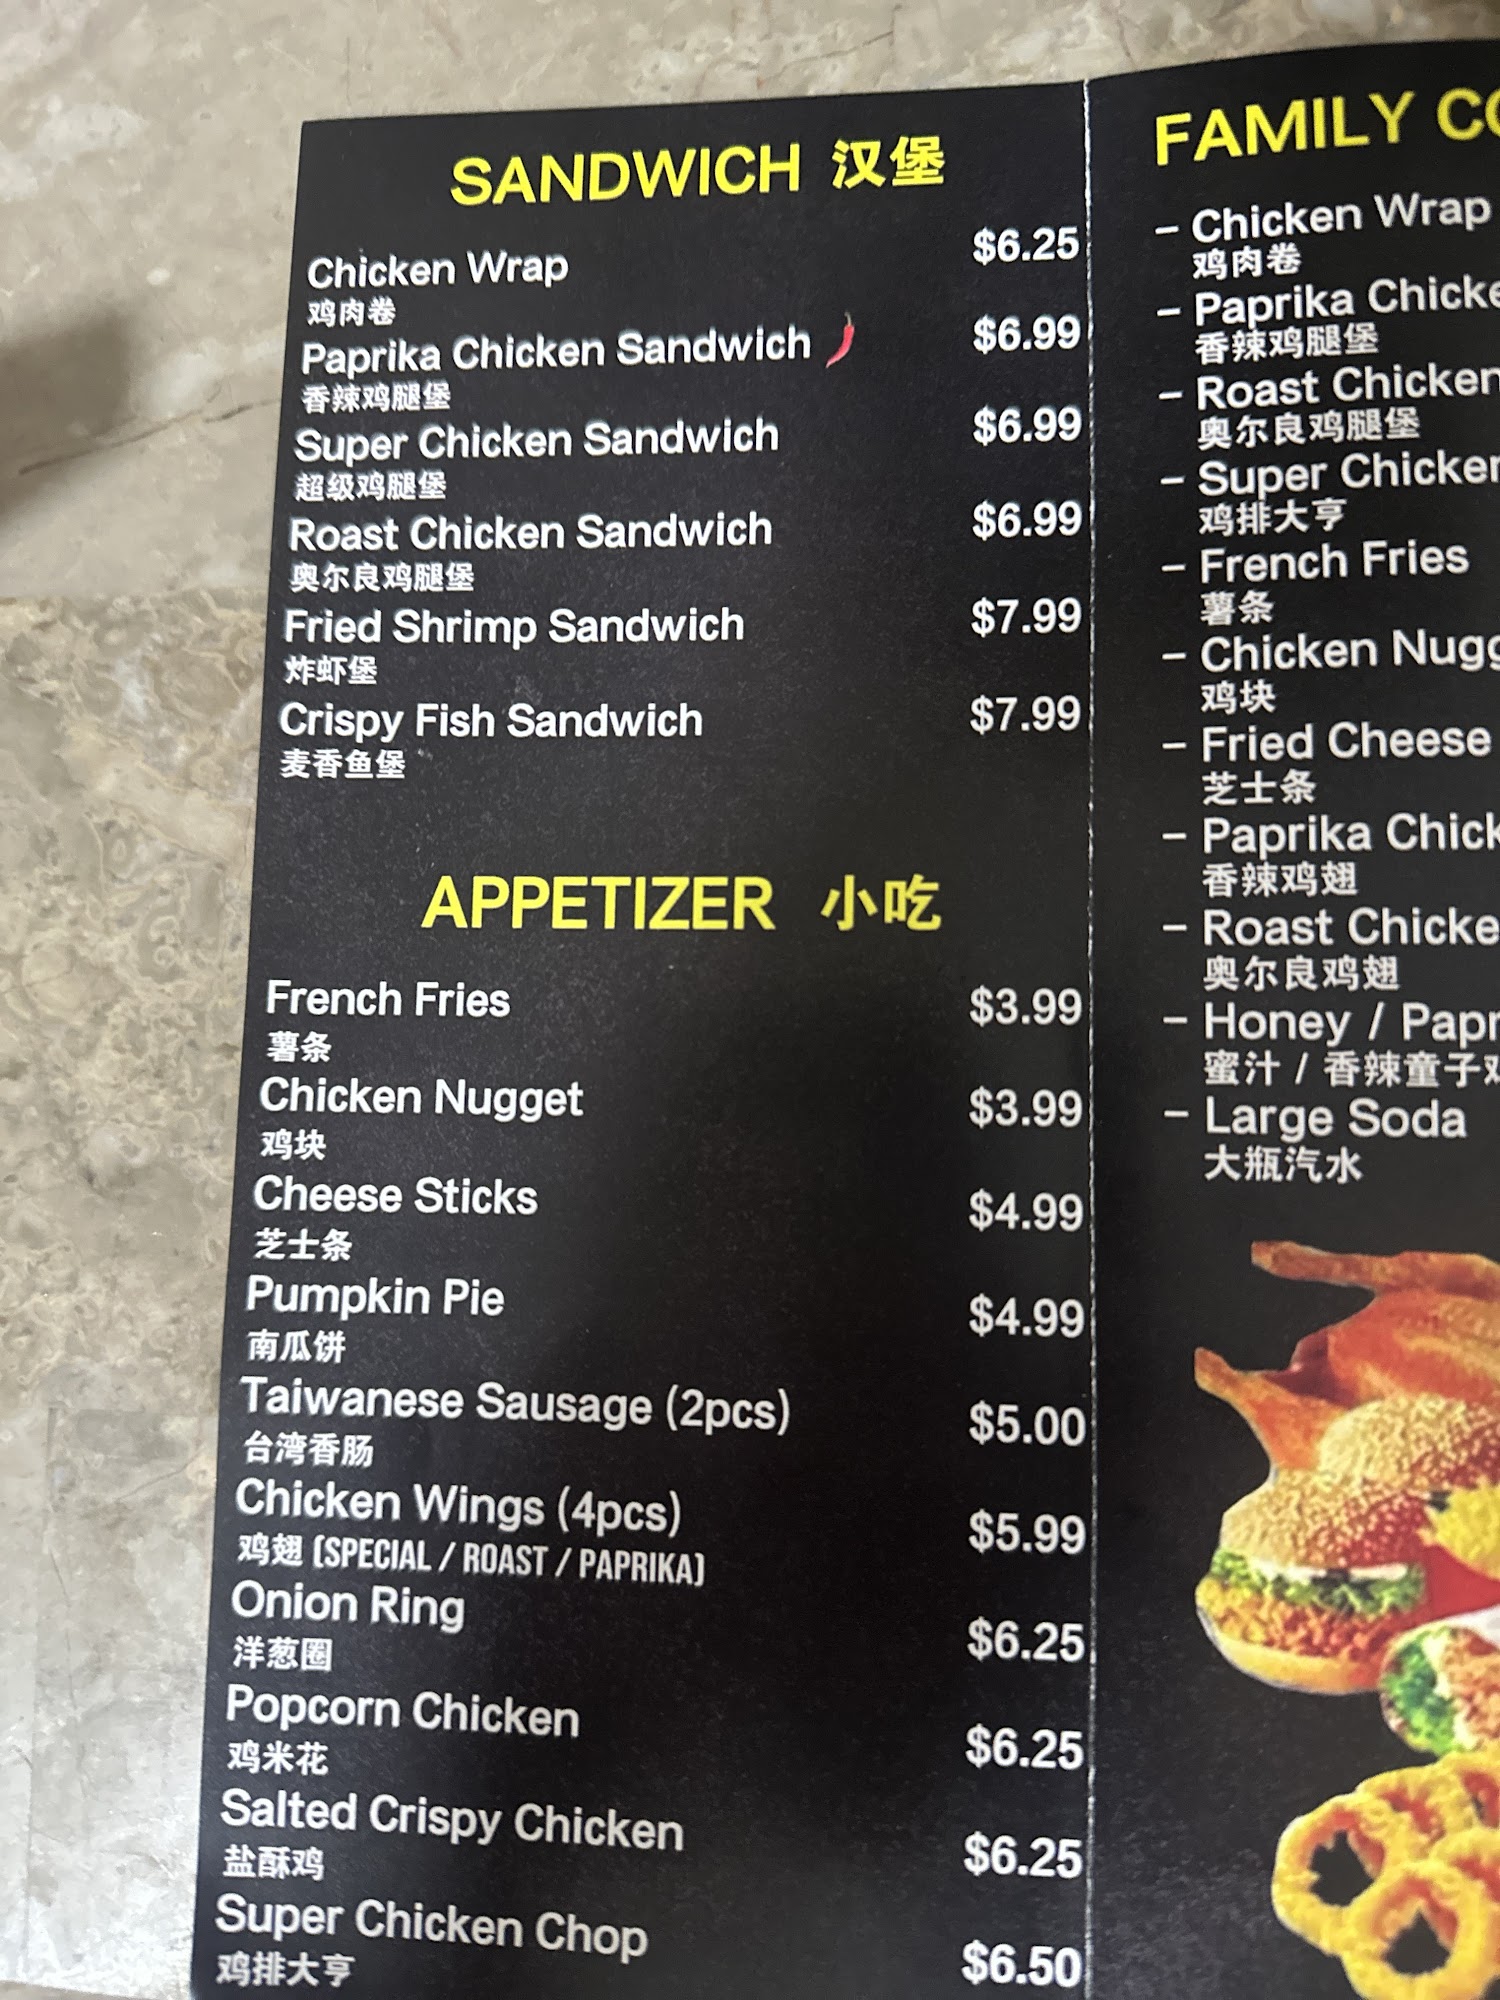 SANDWICH 汉堡
Chicken Wrap $6.25
鸡肉卷
Paprika Chicken Sandwich $6.99
香辣鸡腿堡
Super Chicken Sandwich $6.99
超级鸡腿堡
Roast Chicken Sandwich $6.99
奥尔良鸡腿堡
Fried Shrimp Sandwich $7.99
炸虾堡
Crispy Fish Sandwich $7.99
麦香鱼堡
APPETIZER 小吃
French Fries $3.99
薯条
Chicken Nugget $3.99
鸡块
Cheese Sticks $4.99
芝士条
Pumpkin Pie $4.99
南瓜饼
Taiwanese Sausage (2pcs) $5.00
台湾香肠
Chicken Wings (4pcs) $5.99
鸡翅 (SPECIAL / ROAST / PAPRIKA)
Onion Ring $6.25
洋葱圈
Popcorn Chicken $6.25
鸡米花
Salted Crispy Chicken $6.25
盐酥鸡
Super Chicken Chop $6.50
鸡排大亨
FAMILY
- Chicken Wrap
鸡肉卷
- Paprika
香辣鸡腿堡
- Roast Chicken
奥尔良鸡腿堡
- Super
鸡排大亨
- French Fries
薯条
- Chicken
鸡块
- Fried Cheese
芝士条
- Paprika
香辣鸡翅
- Roast
奥尔良鸡翅
- Honey /
蜜汁 / 香辣童子
- Large Soda
大瓶汽水